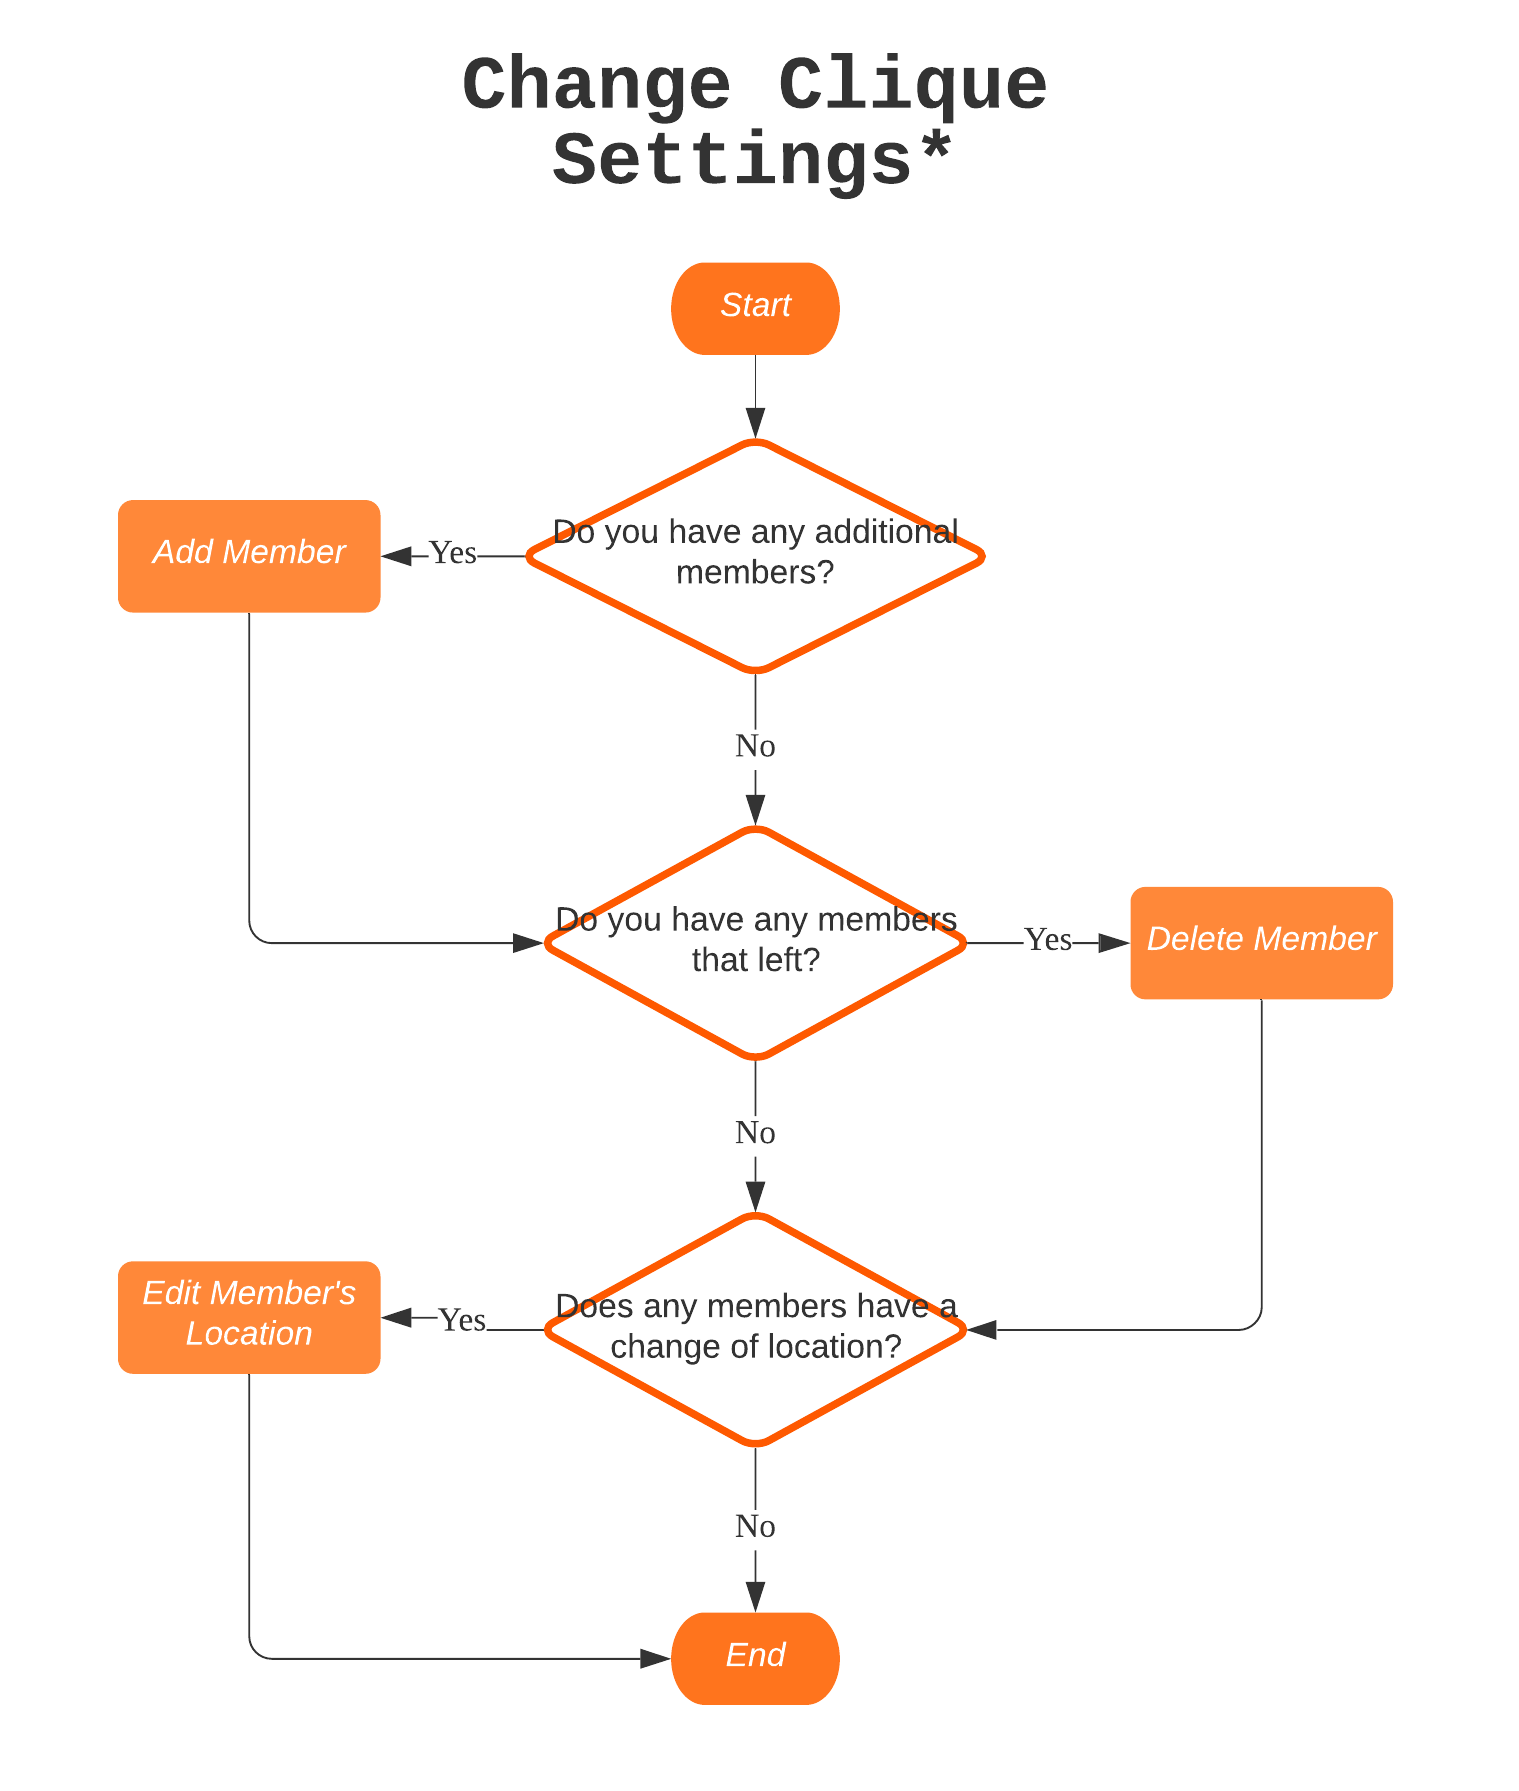 Change Clique
Settings*
Start
Do you have any additional
members?
Yes
Add Member
No
Do you have any members
that left?
Yes
Delete Member
No
Does any members have a
change of location?
Yes
Edit Member's
Location
No
End